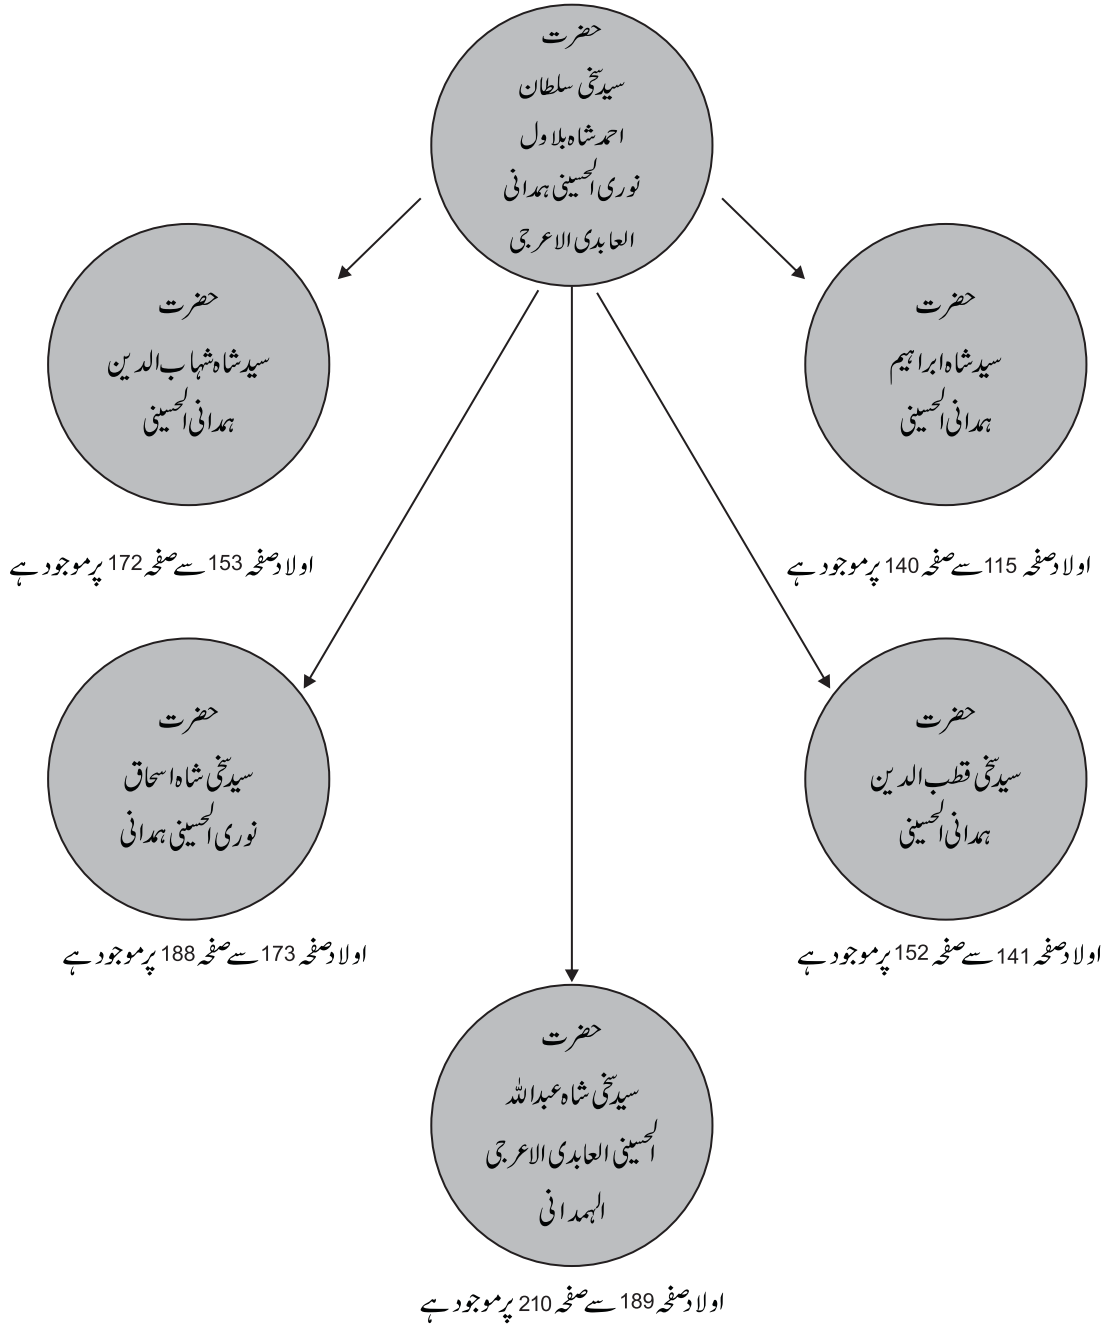 حضرت
سید سخی سلطان
احمد شاہ بلاول
نوری الحسینی ہمدانی
العابدی الاعرجی
حضرت
سید شاہ ابراہیم
ہمدانی الحسینی
اولاد صفحہ 115 سے صفحہ 140 پر موجود ہے
حضرت
سید شاہ شہاب الدین
ہمدانی الحسینی
اولاد صفحہ 153 سے صفحہ 172 پر موجود ہے
حضرت
سید سخی قطب الدین
ہمدانی الحسینی
اولاد صفحہ 141 سے صفحہ 152 پر موجود ہے
حضرت
سید سخی شاہ اسحاق
نوری الحسینی ہمدانی
اولاد صفحہ 173 سے صفحہ 188 پر موجود ہے
حضرت
سید سخی شاہ عبداللہ
الحسینی العابدی الاعرجی
الہمدانی
اولاد صفحہ 189 سے صفحہ 210 پر موجود ہے